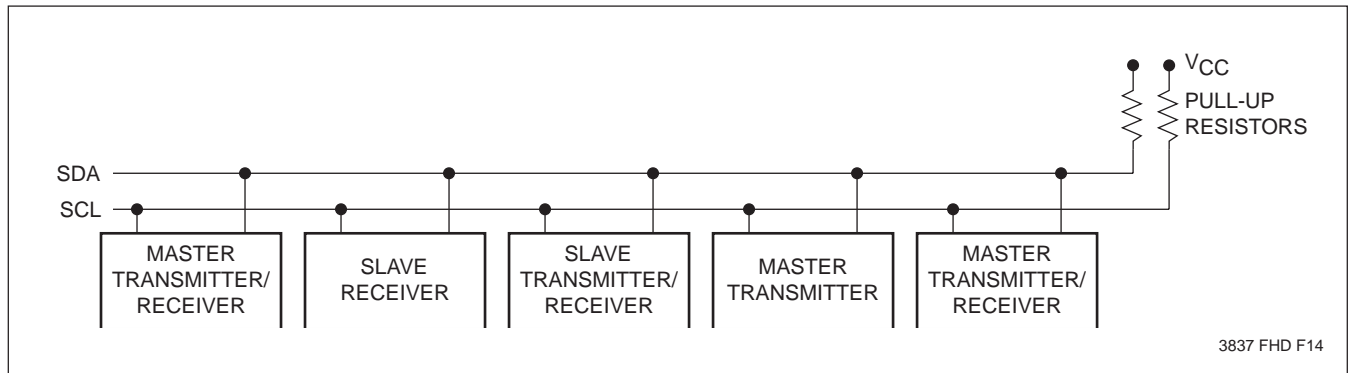 VCC
PULL-UP
RESISTORS
SDA
SCL
MASTER
TRANSMITTER/
RECEIVER
SLAVE
RECEIVER
SLAVE
TRANSMITTER/
RECEIVER
MASTER
TRANSMITTER
MASTER
TRANSMITTER/
RECEIVER
3837 FHD F14